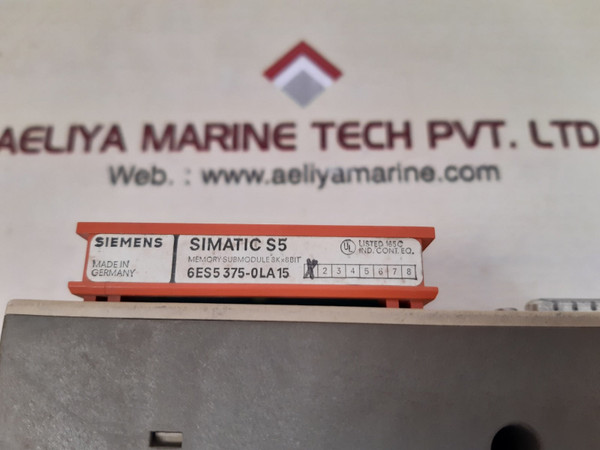 AELIYA MARINE TECH PVT. LTD.
Web. : www.aeliyamarine.com
SIEMENS
MADE IN
GERMANY
SIMATIC S5
MEMORY SUBMODULE 8K×8BIT
6ES5 375-0LA15
UL LISTED
IND. CONT. EQ.
2 3 4 5 6 7 8